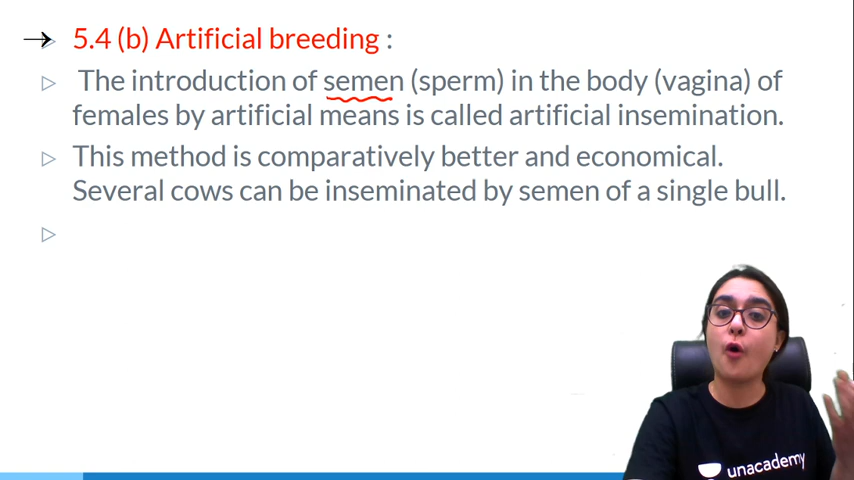 5.4 (b) Artificial breeding :
The introduction of semen (sperm) in the body (vagina) of
females by artificial means is called artificial insemination.
This method is comparatively better and economical.
Several cows can be inseminated by semen of a single bull.
unacademy